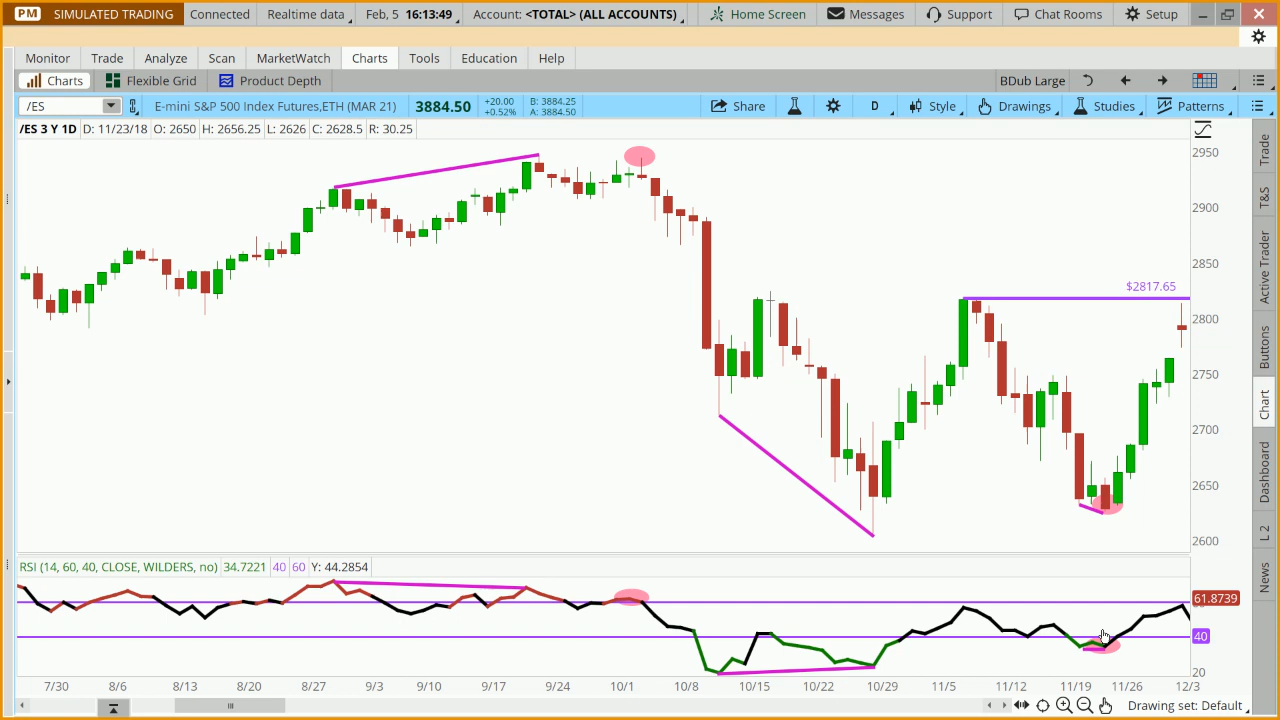 PM SIMULATED TRADING Connected Realtime data Feb, 5 16:13:49 Account: <TOTAL> (ALL ACCOUNTS) Home Screen Messages Support Chat Rooms Setup
Monitor Trade Analyze Scan MarketWatch Charts Tools Education Help
Charts Flexible Grid Product Depth BDub Large
/ES E-mini S&P 500 Index Futures,ETH (MAR 21) 3884.50 +20.00 +0.52% B: 3884.25 A: 3884.50 Share D Style Drawings Studies Patterns
/ES 3 Y 1D D: 11/23/18 O: 2650 H: 2656.25 L: 2626 C: 2628.5 R: 30.25
2950
2900
2850
$2817.65
2800
2750
2700
2650
2600
RSI (14, 60, 40, CLOSE, WILDERS, no) 34.7221 40 60 Y: 44.2854
61.8739
40
20
7/30 8/6 8/13 8/20 8/27 9/3 9/10 9/17 9/24 10/1 10/8 10/15 10/22 10/29 11/5 11/12 11/19 11/26 12/3
Drawing set: Default
Trade
T&S
Active Trader
Buttons
Chart
Dashboard
L 2
News